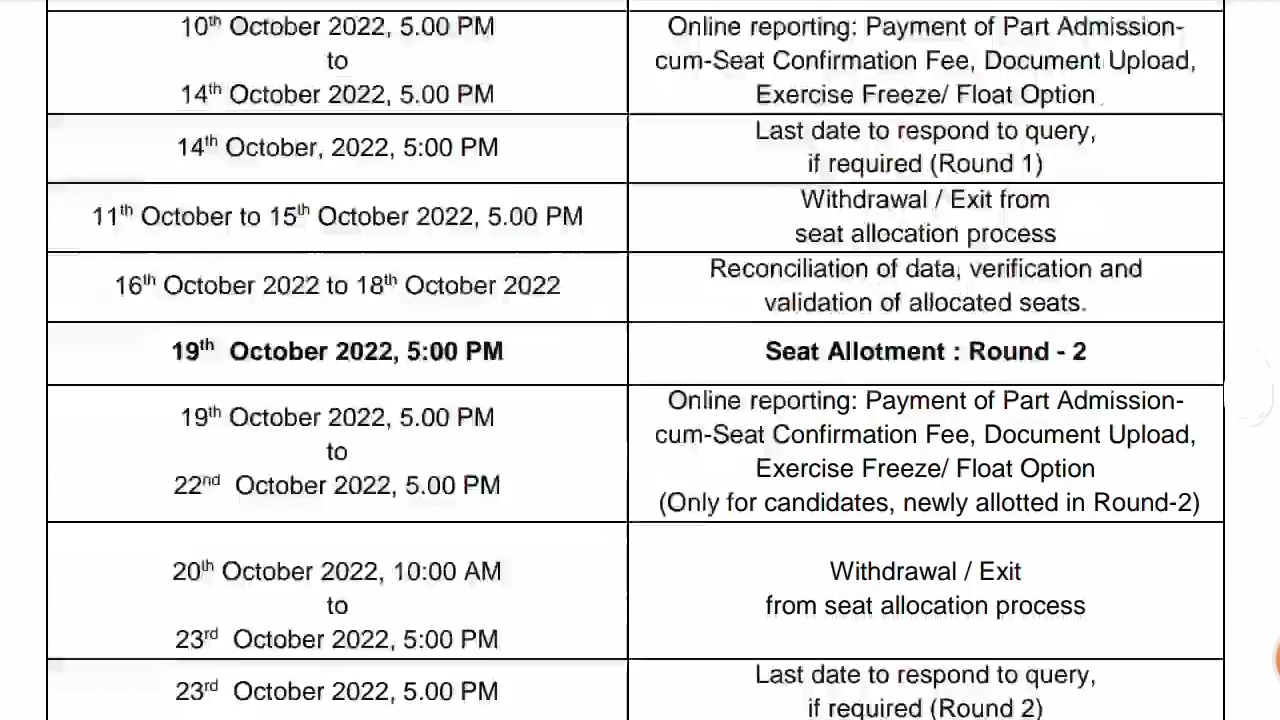 10th October 2022, 5.00 PM
to
14th October 2022, 5.00 PM
Online reporting: Payment of Part Admission-
cum-Seat Confirmation Fee, Document Upload,
Exercise Freeze/ Float Option
14th October, 2022, 5:00 PM
Last date to respond to query,
if required (Round 1)
11th October to 15th October 2022, 5.00 PM
Withdrawal / Exit from
seat allocation process
16th October 2022 to 18th October 2022
Reconciliation of data, verification and
validation of allocated seats.
19th October 2022, 5:00 PM
Seat Allotment : Round - 2
19th October 2022, 5.00 PM
to
22nd October 2022, 5.00 PM
Online reporting: Payment of Part Admission-
cum-Seat Confirmation Fee, Document Upload,
Exercise Freeze/ Float Option
(Only for candidates, newly allotted in Round-2)
20th October 2022, 10:00 AM
to
23rd October 2022, 5:00 PM
Withdrawal / Exit
from seat allocation process
23rd October 2022, 5.00 PM
Last date to respond to query,
if required (Round 2)